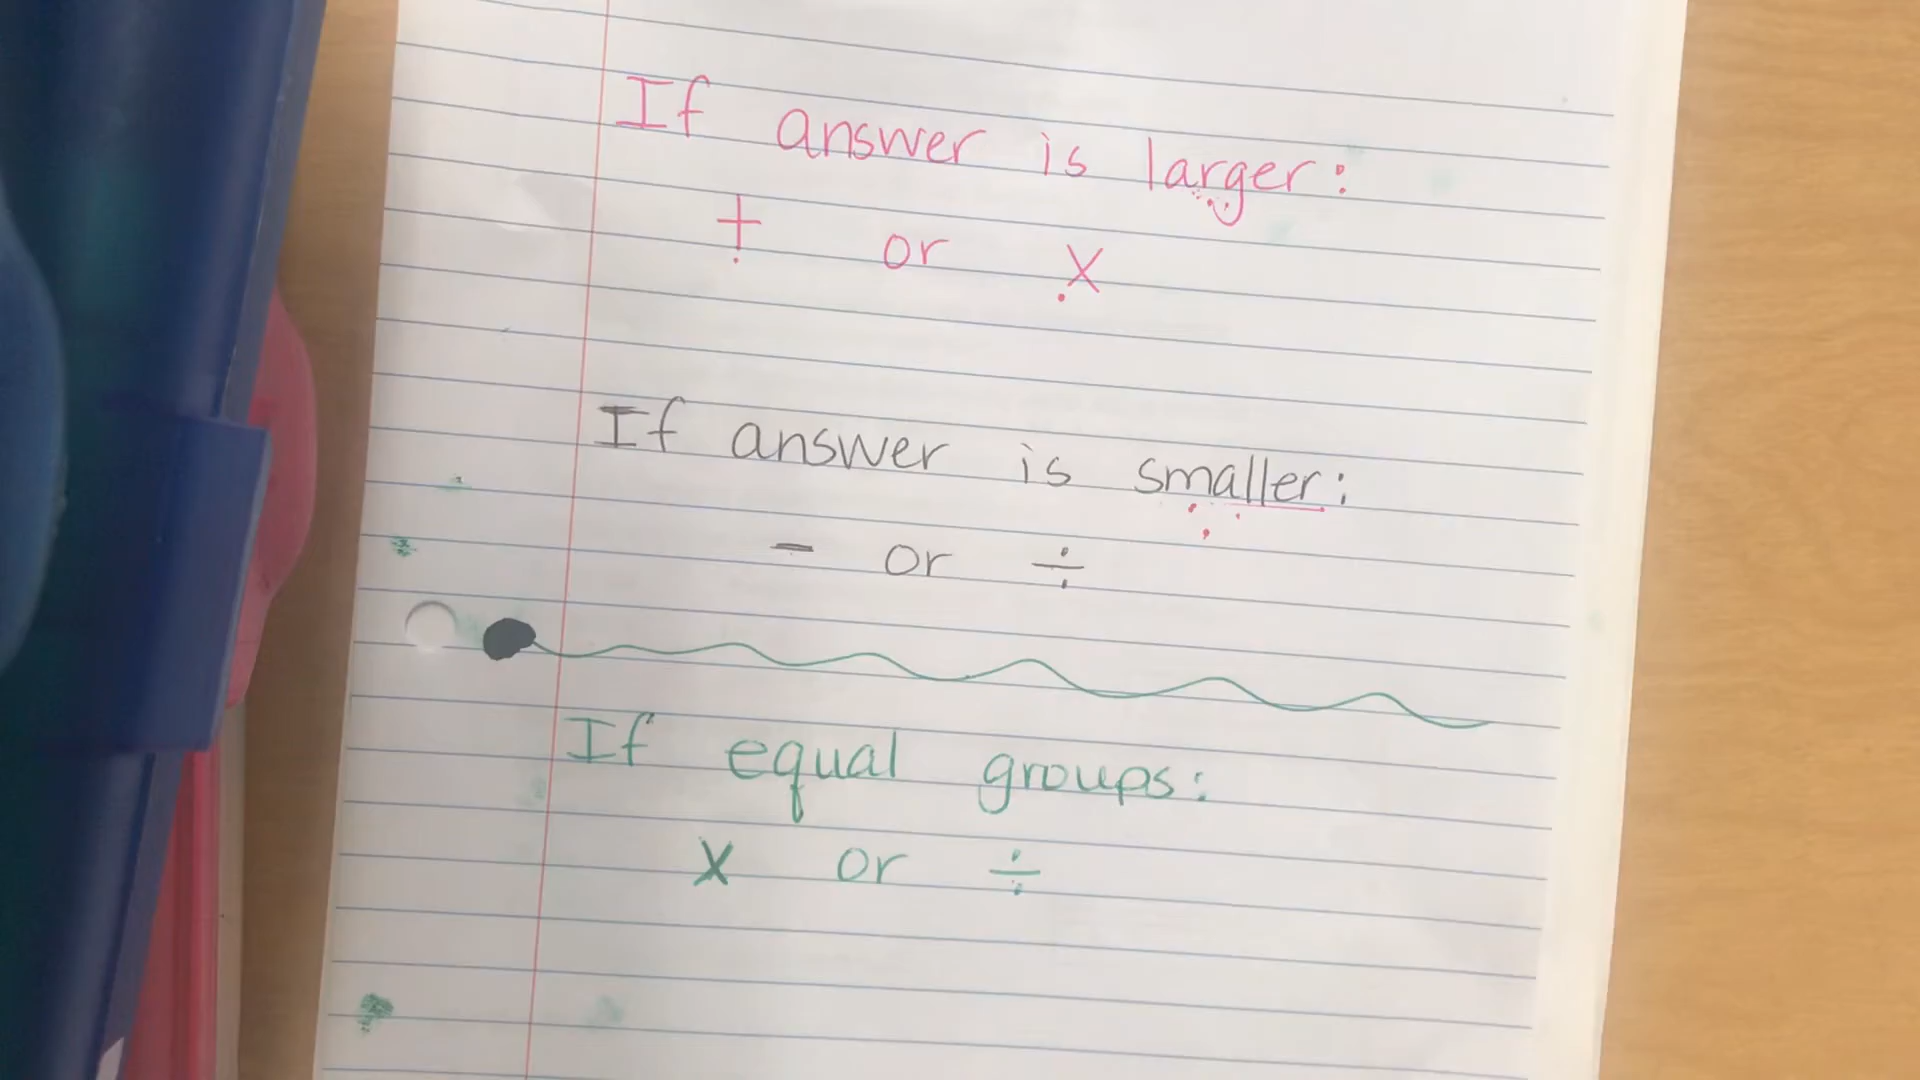 If answer is larger:
+ or x
If answer is smaller:
- or ÷
If equal groups:
x or ÷